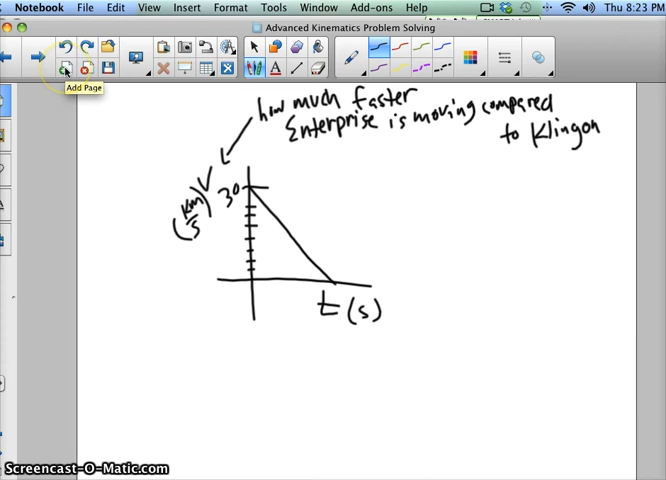 Notebook File Edit View Insert Format Tools Window Add-ons Help Thu 8:23 PM
Advanced Kinematics Problem Solving
Add Page
how much faster
Enterprise is moving compared
to Klingon
V
30
(km/s)
t (s)
Screencast-O-Matic.com